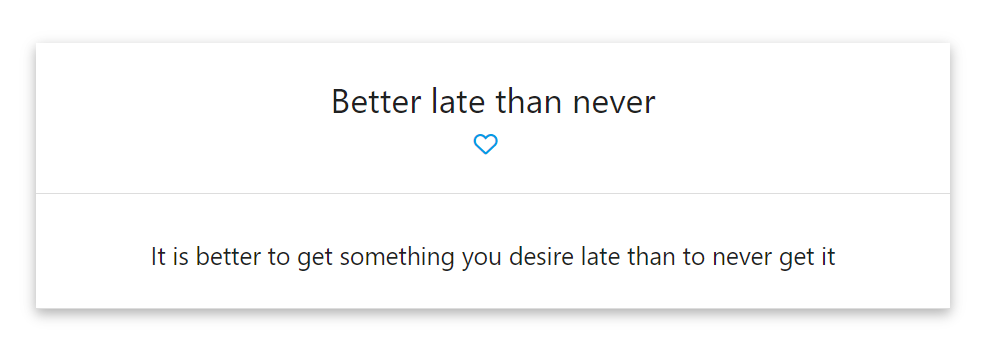 Better late than never
It is better to get something you desire late than to never get it